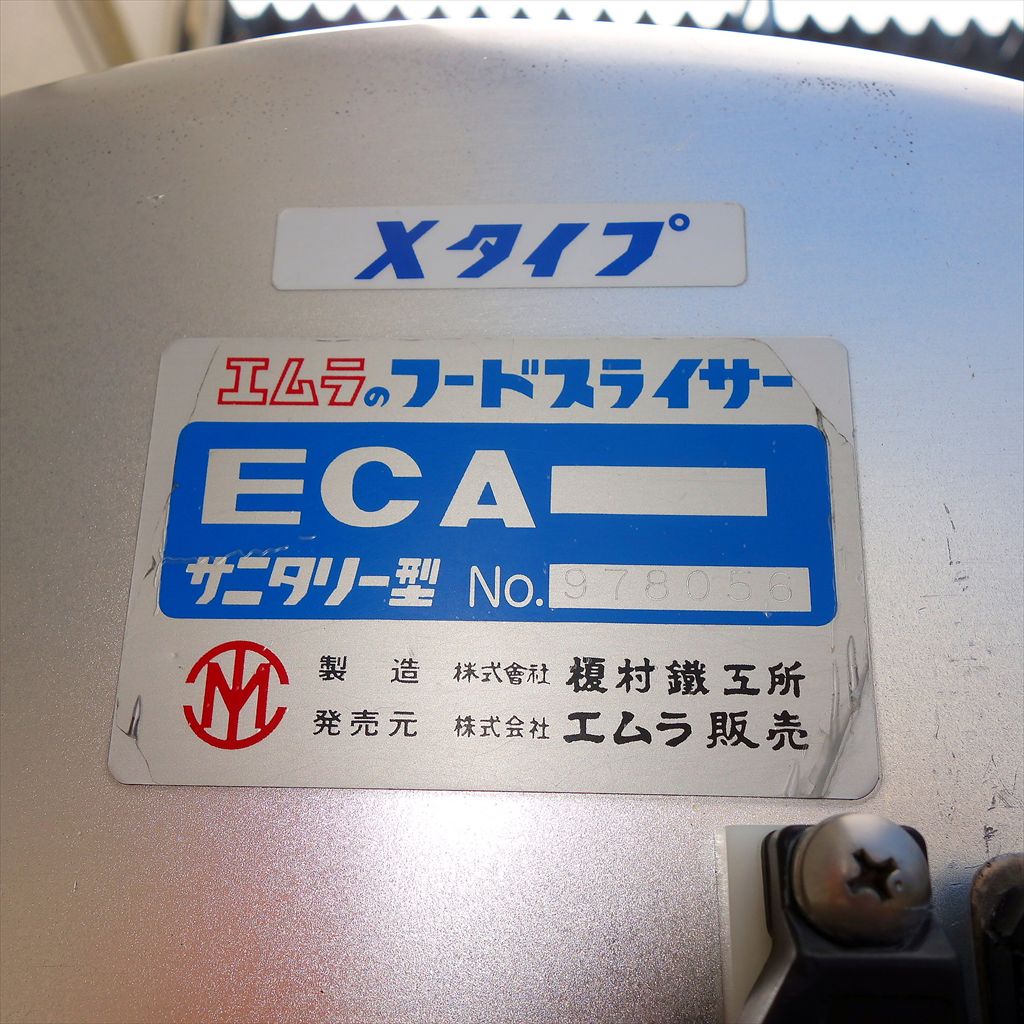 Xタイプ
エムラのフードスライサー
ECA
サニタリー型 No. 978056
製造 株式會社 榎村鐵工所
発売元 株式会社 エムラ販売